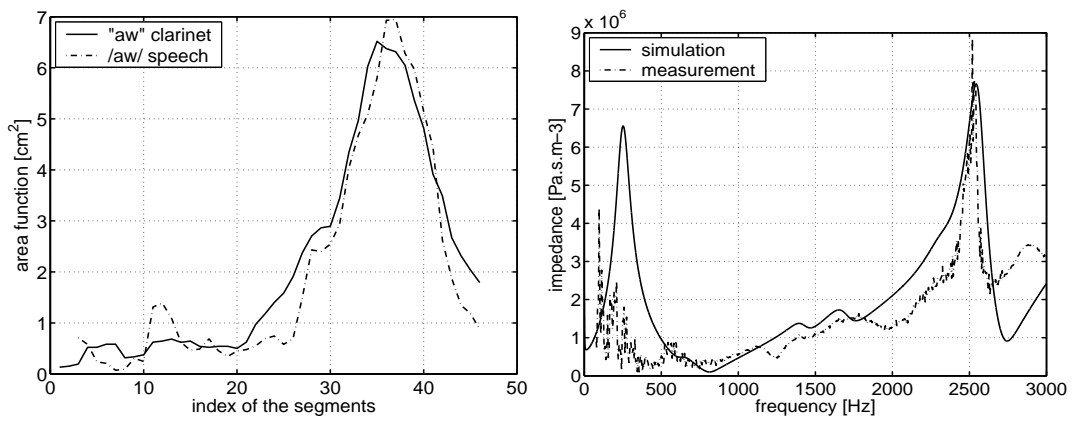 7
6
5
4
3
2
1
0
area function [cm2]
"aw" clarinet
/aw/ speech
0 10 20 30 40 50
index of the segments
x 10 6
9
8
7
6
5
4
3
2
1
0
impedance [Pa.s.m–3]
simulation
measurement
0 500 1000 1500 2000 2500 3000
frequency [Hz]